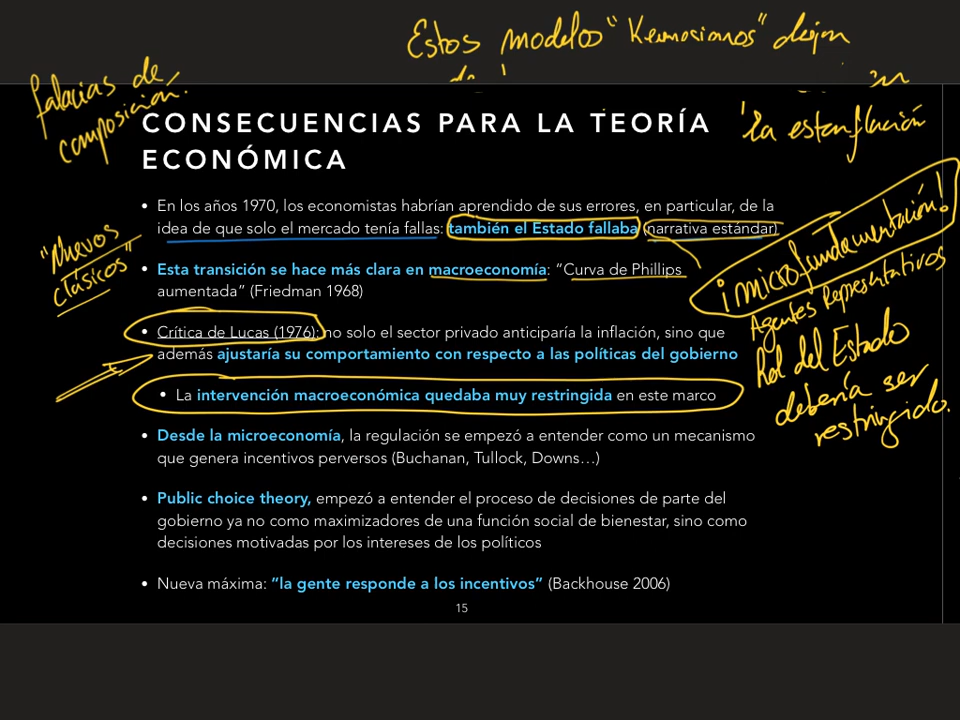 Estos modelos "Keynesianos" dejan
la estanflación
falacias de
composición.
CONSECUENCIAS PARA LA TEORÍA
ECONÓMICA
• En los años 1970, los economistas habrían aprendido de sus errores, en particular, de la
idea de que solo el mercado tenía fallas: también el Estado fallaba (narrativa estándar)
• Esta transición se hace más clara en macroeconomía: "Curva de Phillips
aumentada" (Friedman 1968)
• Crítica de Lucas (1976): no solo el sector privado anticiparía la inflación, sino que
además ajustaría su comportamiento con respecto a las políticas del gobierno
• La intervención macroeconómica quedaba muy restringida en este marco
• Desde la microeconomía, la regulación se empezó a entender como un mecanismo
que genera incentivos perversos (Buchanan, Tullock, Downs…)
• Public choice theory, empezó a entender el proceso de decisiones de parte del
gobierno ya no como maximizadores de una función social de bienestar, sino como
decisiones motivadas por los intereses de los políticos
• Nueva máxima: "la gente responde a los incentivos" (Backhouse 2006)
15
"Nuevos
clásicos"
¡microfundamentación!
Agentes Representativos
Rol del Estado
debería ser
restringido.